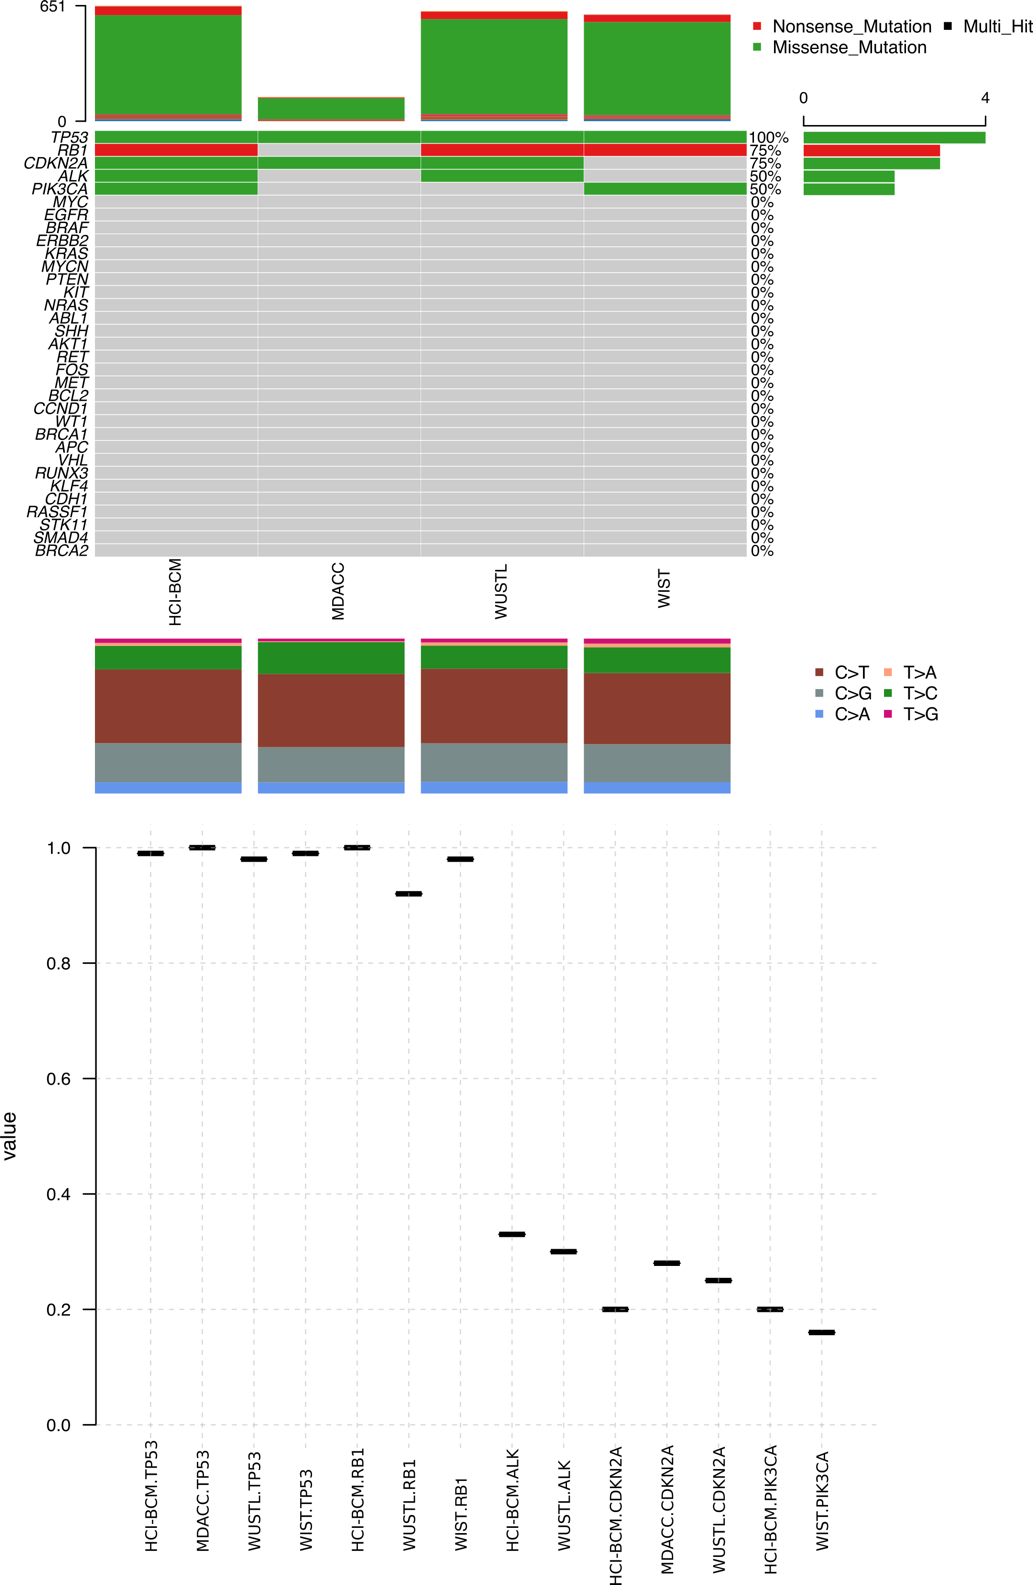 651
0
Nonsense_Mutation
Multi_Hit
Missense_Mutation
0 4
TP53 100%
RB1 75%
CDKN2A 75%
ALK 50%
PIK3CA 50%
MYC 0%
EGFR 0%
BRAF 0%
ERBB2 0%
KRAS 0%
MYCN 0%
PTEN 0%
KIT 0%
NRAS 0%
ABL1 0%
SHH 0%
AKT1 0%
RET 0%
FOS 0%
MET 0%
BCL2 0%
CCND1 0%
WT1 0%
BRCA1 0%
APC 0%
VHL 0%
RUNX3 0%
KLF4 0%
CDH1 0%
RASSF1 0%
STK11 0%
SMAD4 0%
BRCA2 0%
HCI-BCM MDACC WUSTL WIST
C>T T>A
C>G T>C
C>A T>G
value
1.0
0.8
0.6
0.4
0.2
0.0
HCI-BCM.TP53
MDACC.TP53
WUSTL.TP53
WIST.TP53
HCI-BCM.RB1
WUSTL.RB1
WIST.RB1
HCI-BCM.ALK
WUSTL.ALK
HCI-BCM.CDKN2A
MDACC.CDKN2A
WUSTL.CDKN2A
HCI-BCM.PIK3CA
WIST.PIK3CA